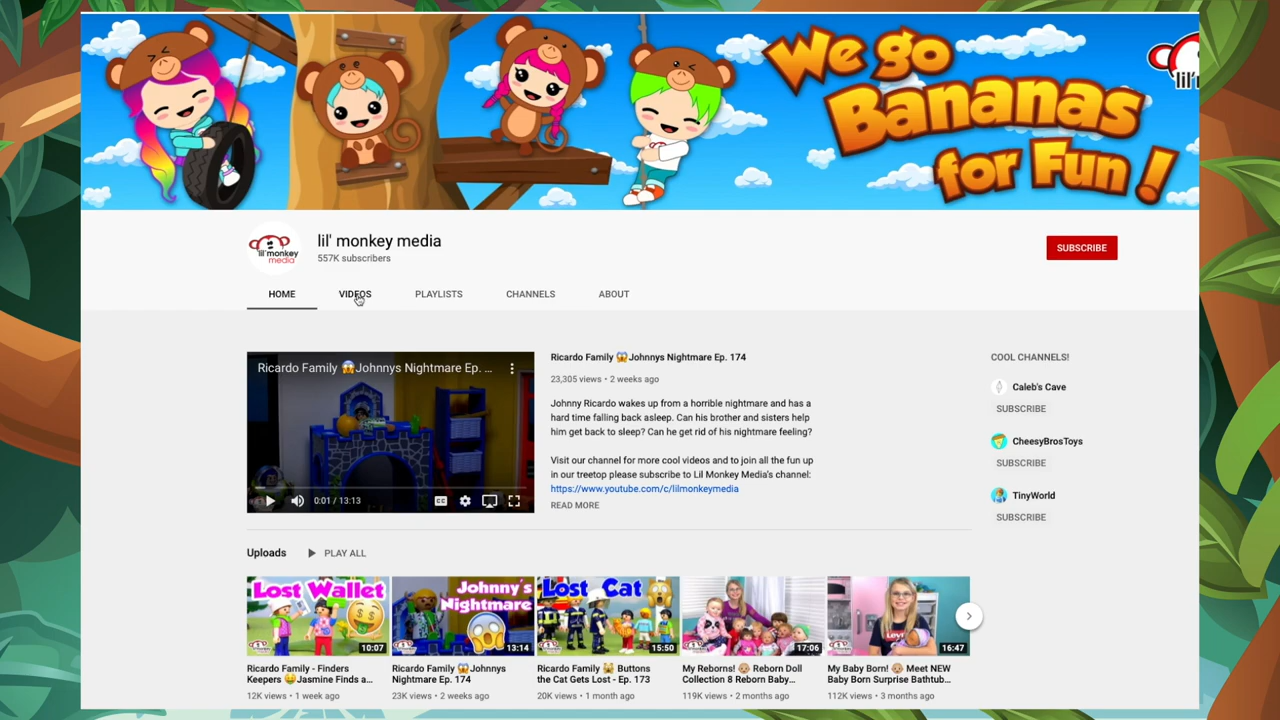 We go
Bananas
for Fun !
lil'monkey
media
lil' monkey media
557K subscribers
SUBSCRIBE
HOME
VIDEOS
PLAYLISTS
CHANNELS
ABOUT
Ricardo Family 😱Johnnys Nightmare Ep. ...
0:01 / 13:13
CC
Ricardo Family 😱Johnnys Nightmare Ep. 174
23,305 views • 2 weeks ago
Johnny Ricardo wakes up from a horrible nightmare and has a
hard time falling back asleep. Can his brother and sisters help
him get back to sleep? Can he get rid of his nightmare feeling?
Visit our channel for more cool videos and to join all the fun up
in our treetop please subscribe to Lil Monkey Media's channel:
https://www.youtube.com/c/lilmonkeymedia
READ MORE
COOL CHANNELS!
Caleb's Cave
SUBSCRIBE
CheesyBrosToys
SUBSCRIBE
TinyWorld
SUBSCRIBE
Uploads
PLAY ALL
Lost Wallet
10:07
Ricardo Family - Finders
Keepers 🤑Jasmine Finds a...
12K views • 1 week ago
Johnny's
Nightmare
13:14
Ricardo Family 😱Johnnys
Nightmare Ep. 174
23K views • 2 weeks ago
Lost Cat
15:50
Ricardo Family 🙀 Buttons
the Cat Gets Lost - Ep. 173
20K views • 1 month ago
17:06
My Reborns! 👶🏼 Reborn Doll
Collection 8 Reborn Baby...
119K views • 2 months ago
16:47
My Baby Born! 👶🏼 Meet NEW
Baby Born Surprise Bathtub...
112K views • 3 months ago